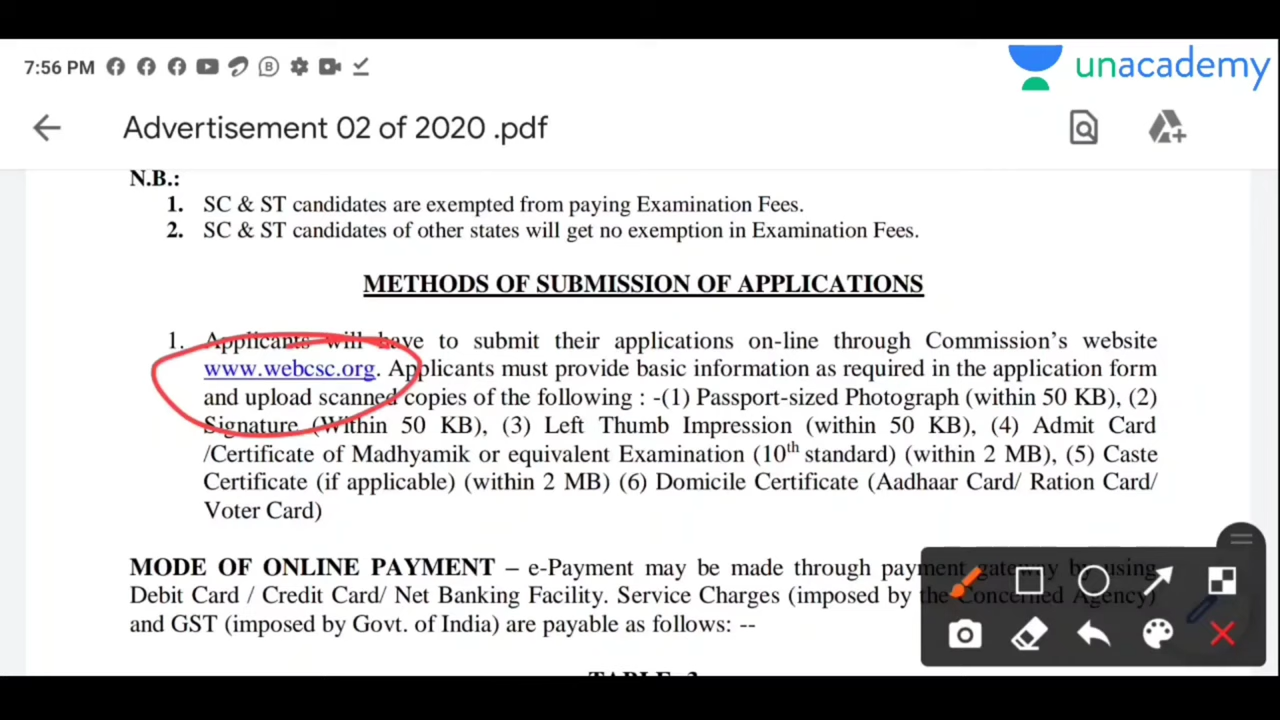 7:56 PM
unacademy
Advertisement 02 of 2020 .pdf
N.B.:
1. SC & ST candidates are exempted from paying Examination Fees.
2. SC & ST candidates of other states will get no exemption in Examination Fees.
METHODS OF SUBMISSION OF APPLICATIONS
1. Applicants will have to submit their applications on-line through Commission's website
www.webcsc.org. Applicants must provide basic information as required in the application form
and upload scanned copies of the following : -(1) Passport-sized Photograph (within 50 KB), (2)
Signature (Within 50 KB), (3) Left Thumb Impression (within 50 KB), (4) Admit Card
/Certificate of Madhyamik or equivalent Examination (10th standard) (within 2 MB), (5) Caste
Certificate (if applicable) (within 2 MB) (6) Domicile Certificate (Aadhaar Card/ Ration Card/
Voter Card)
MODE OF ONLINE PAYMENT – e-Payment may be made through payment gateway by using
Debit Card / Credit Card/ Net Banking Facility. Service Charges (imposed by the Concerned Agency)
and GST (imposed by Govt. of India) are payable as follows: --
TABLE- 3